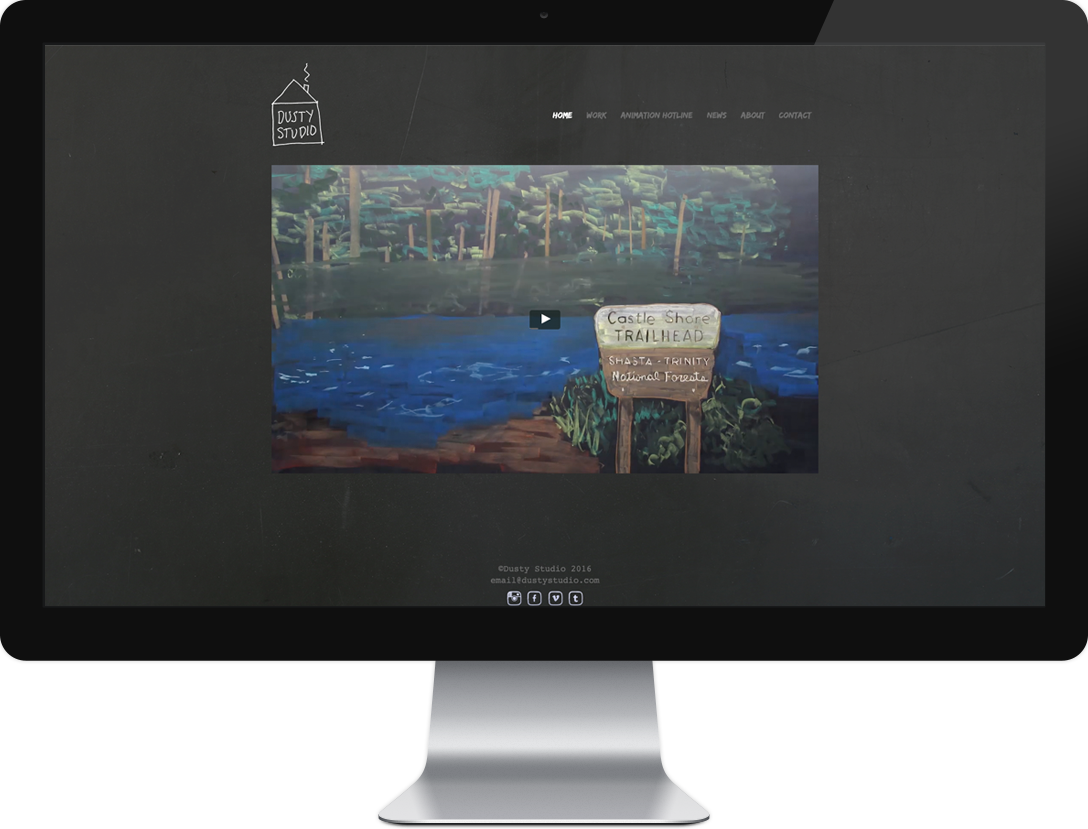 DUSTY
STUDIO
HOME WORK ANIMATION HOTLINE NEWS ABOUT CONTACT
Castle Shore
TRAILHEAD
SHASTA - TRINITY
National Forests
©Dusty Studio 2016
email@dustystudio.com